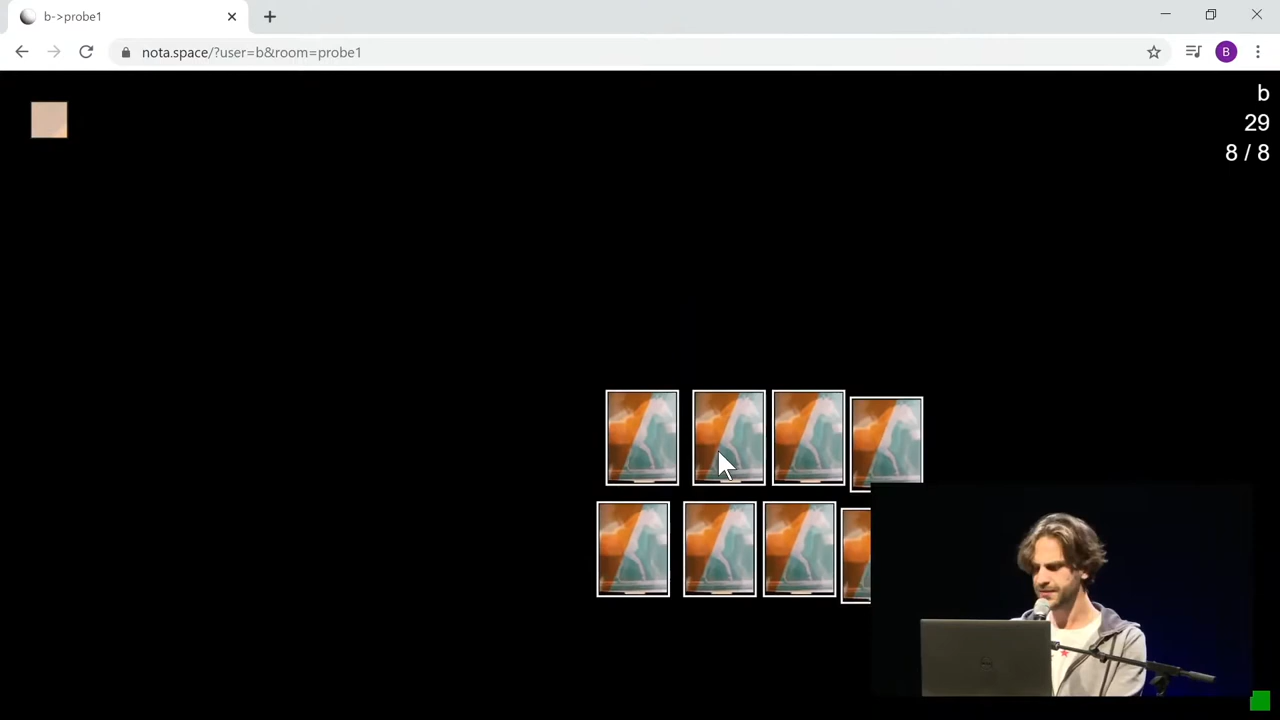 b->probe1
nota.space/?user=b&room=probe1
B
b
29
8 / 8